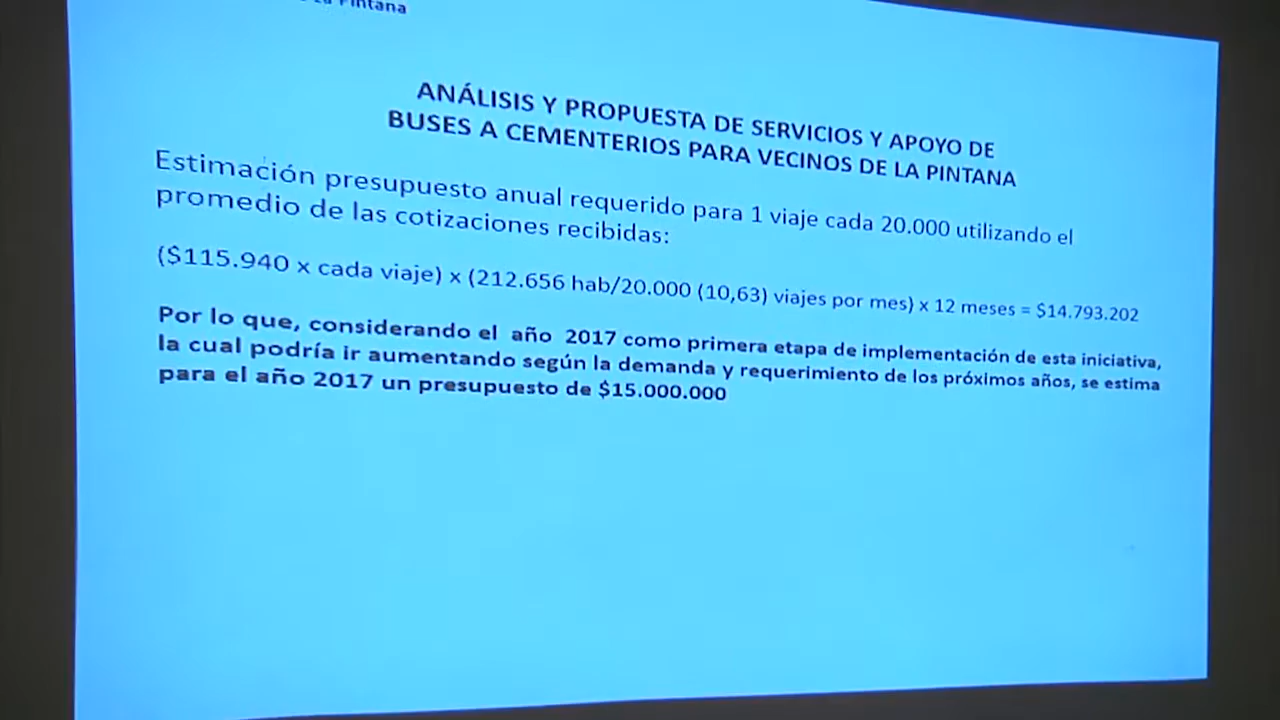 Pintana
ANÁLISIS Y PROPUESTA DE SERVICIOS Y APOYO DE
BUSES A CEMENTERIOS PARA VECINOS DE LA PINTANA
Estimación presupuesto anual requerido para 1 viaje cada 20.000 utilizando el
promedio de las cotizaciones recibidas:
($115.940 x cada viaje) x (212.656 hab/20.000 (10,63) viajes por mes) x 12 meses = $14.793.202
Por lo que, considerando el año 2017 como primera etapa de implementación de esta iniciativa,
la cual podría ir aumentando según la demanda y requerimiento de los próximos años, se estima
para el año 2017 un presupuesto de $15.000.000